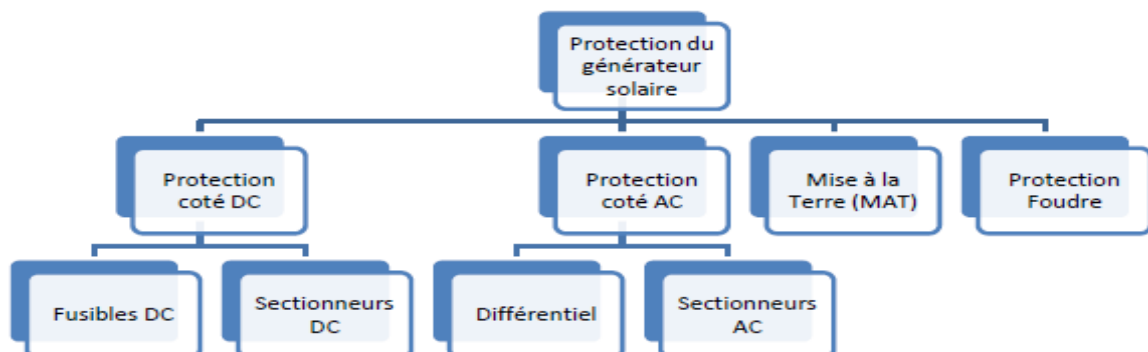 Protection du
générateur
solaire
Protection
coté DC
Protection
coté AC
Mise à la
Terre (MAT)
Protection
Foudre
Fusibles DC
Sectionneurs
DC
Différentiel
Sectionneurs
AC